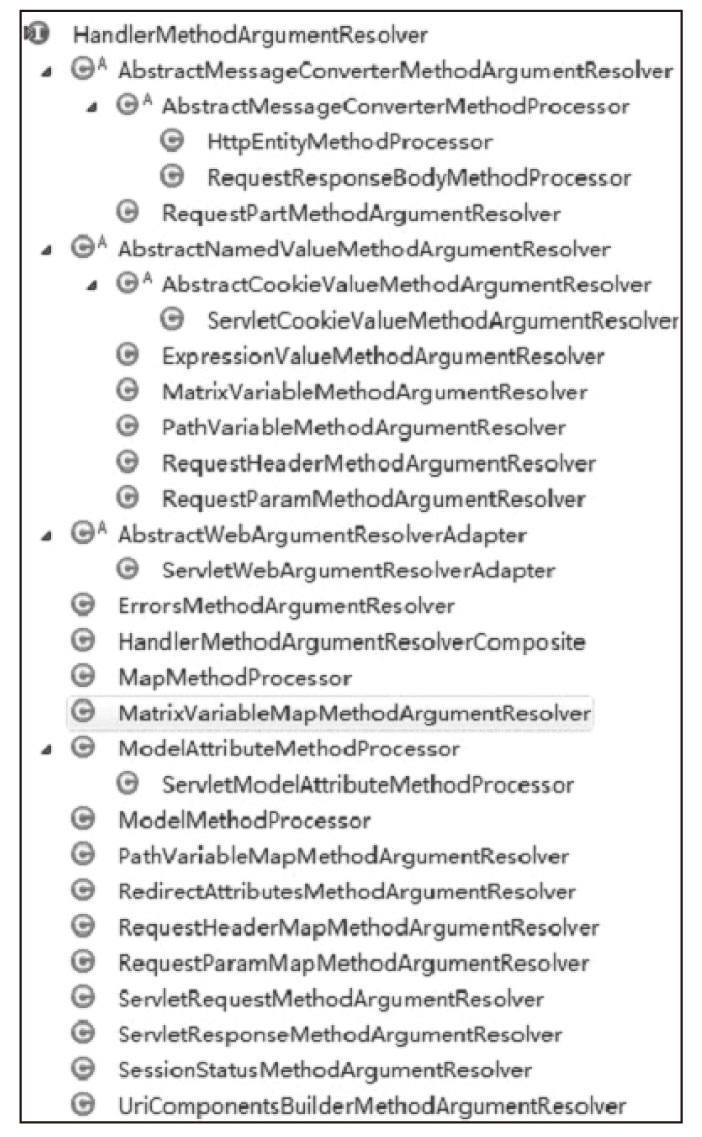 HandlerMethodArgumentResolver
AbstractMessageConverterMethodArgumentResolver
AbstractMessageConverterMethodProcessor
HttpEntityMethodProcessor
RequestResponseBodyMethodProcessor
RequestPartMethodArgumentResolver
AbstractNamedValueMethodArgumentResolver
AbstractCookieValueMethodArgumentResolver
ServletCookieValueMethodArgumentResolver
ExpressionValueMethodArgumentResolver
MatrixVariableMethodArgumentResolver
PathVariableMethodArgumentResolver
RequestHeaderMethodArgumentResolver
RequestParamMethodArgumentResolver
AbstractWebArgumentResolverAdapter
ServletWebArgumentResolverAdapter
ErrorsMethodArgumentResolver
HandlerMethodArgumentResolverComposite
MapMethodProcessor
MatrixVariableMapMethodArgumentResolver
ModelAttributeMethodProcessor
ServletModelAttributeMethodProcessor
ModelMethodProcessor
PathVariableMapMethodArgumentResolver
RedirectAttributesMethodArgumentResolver
RequestHeaderMapMethodArgumentResolver
RequestParamMapMethodArgumentResolver
ServletRequestMethodArgumentResolver
ServletResponseMethodArgumentResolver
SessionStatusMethodArgumentResolver
UriComponentsBuilderMethodArgumentResolver